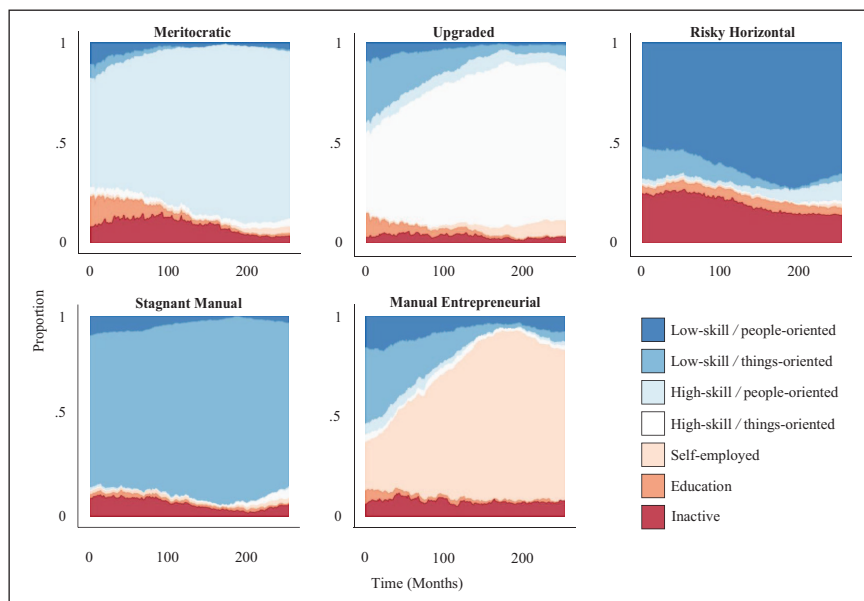 Meritocratic
Upgraded
Risky Horizontal
1
.5
0
0
100
200
1
.5
0
0
100
200
1
.5
0
0
100
200
Stagnant Manual
Manual Entrepreneurial
1
.5
0
0
100
200
1
.5
0
0
100
200
Proportion
Time (Months)
Low-skill / people-oriented
Low-skill / things-oriented
High-skill / people-oriented
High-skill / things-oriented
Self-employed
Education
Inactive